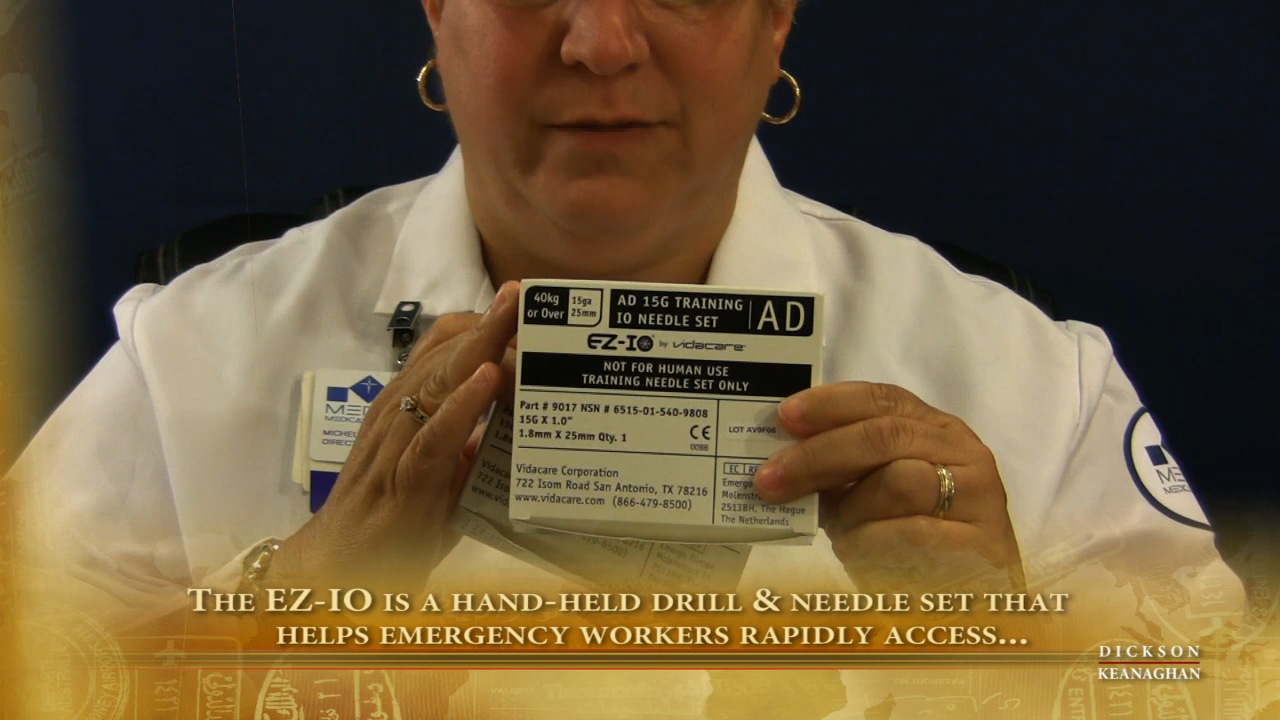 40kg
or Over
15ga
25mm
AD 15G TRAINING
IO NEEDLE SET
AD
EZ-IO by vidacare
NOT FOR HUMAN USE
TRAINING NEEDLE SET ONLY
Part # 9017 NSN # 6515-01-540-9808
15G X 1.0"
1.8mm X 25mm Qty. 1
CE
0086
LOT AV9F06
Vidacare Corporation
722 Isom Road San Antonio, TX 78216
www.vidacare.com (866-479-8500)
EC
Emergo
Molenstr
2513BH, The Hague
The Netherlands
THE EZ-IO IS A HAND-HELD DRILL & NEEDLE SET THAT
HELPS EMERGENCY WORKERS RAPIDLY ACCESS...
DICKSON
KEANAGHAN